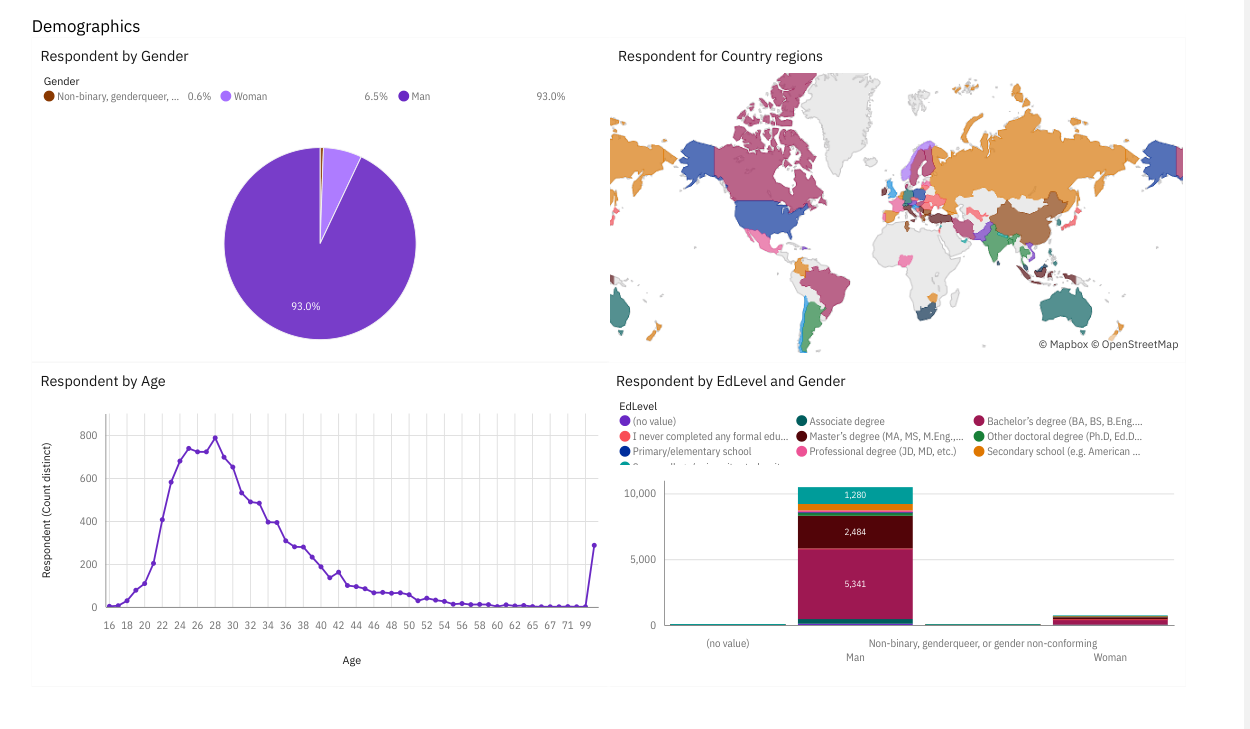 Demographics
Respondent by Gender
Gender
Non-binary, genderqueer, ... 0.6% Woman 6.5% Man 93.0%
93.0%
Respondent for Country regions
© Mapbox © OpenStreetMap
Respondent by Age
Respondent (Count distinct)
800
600
400
200
0
16 18 20 22 24 26 28 30 32 34 36 38 40 42 44 46 48 50 52 54 56 58 60 62 65 67 71 99
Age
Respondent by EdLevel and Gender
EdLevel
(no value) Associate degree Bachelor's degree (BA, BS, B.Eng....
I never completed any formal edu... Master's degree (MA, MS, M.Eng.,... Other doctoral degree (Ph.D, Ed.D...
Primary/elementary school Professional degree (JD, MD, etc.) Secondary school (e.g. American ...
10,000
5,000
0
1,280
2,484
5,341
(no value) Non-binary, genderqueer, or gender non-conforming
Man Woman